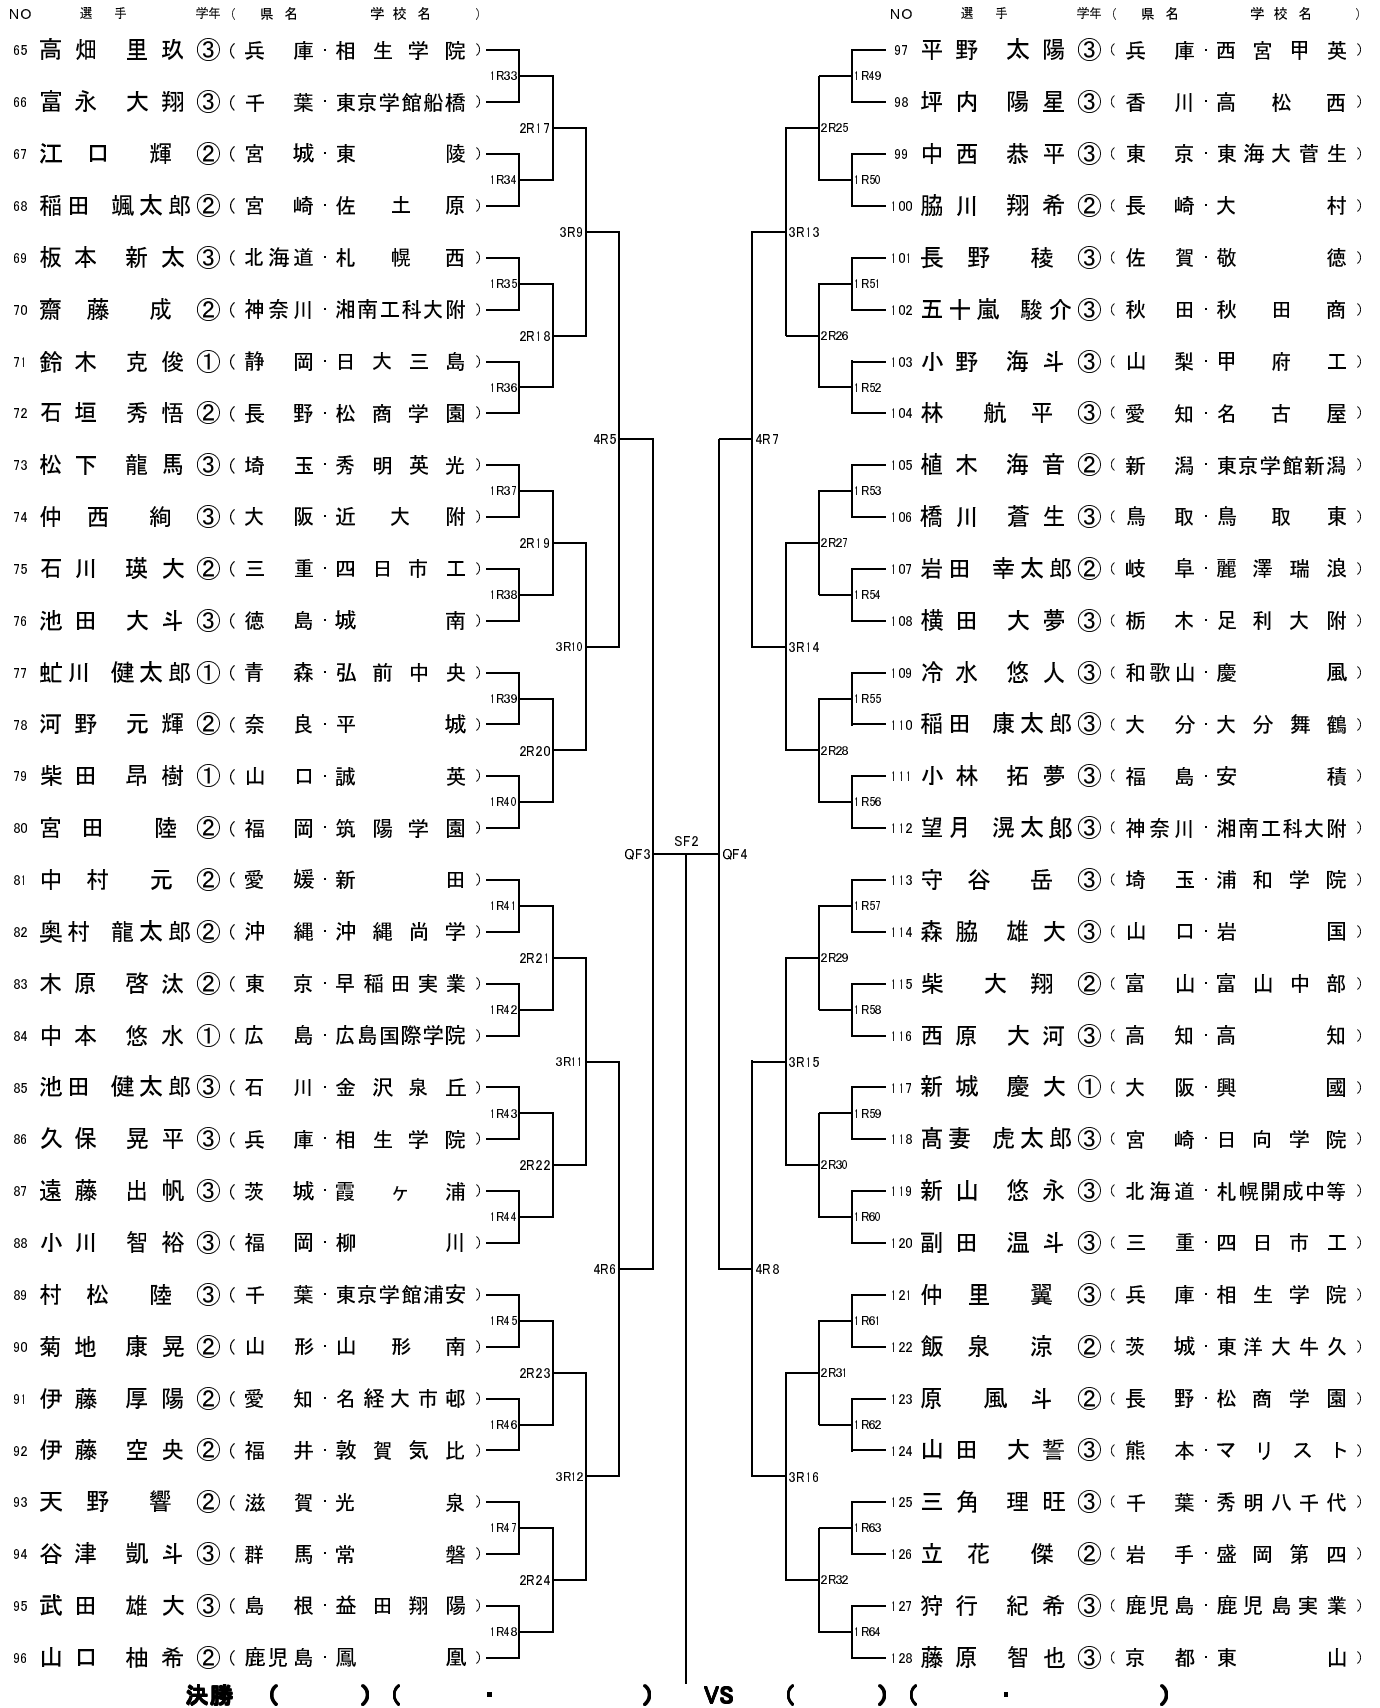 NO 選手 学年 ( 県名 学校名 )
65 高畑 里玖 ③ ( 兵庫・相生学院 )
1R33
66 富永 大翔 ③ ( 千葉・東京学館船橋 )
2R17
67 江口 輝 ② ( 宮城・東陵 )
1R34
68 稲田 颯太郎 ② ( 宮崎・佐土原 )
3R9
69 板本 新太 ③ ( 北海道・札幌西 )
1R35
70 齋藤 成 ② ( 神奈川・湘南工科大附 )
2R18
71 鈴木 克俊 ① ( 静岡・日大三島 )
1R36
72 石垣 秀悟 ② ( 長野・松商学園 )
4R5
73 松下 龍馬 ③ ( 埼玉・秀明英光 )
1R37
74 仲西 絢 ③ ( 大阪・近大附 )
2R19
75 石川 瑛大 ② ( 三重・四日市工 )
1R38
76 池田 大斗 ③ ( 徳島・城南 )
3R10
77 虻川 健太郎 ① ( 青森・弘前中央 )
1R39
78 河野 元輝 ② ( 奈良・平城 )
2R20
79 柴田 昂樹 ① ( 山口・誠英 )
1R40
80 宮田 陸 ② ( 福岡・筑陽学園 )
QF3
81 中村 元 ② ( 愛媛・新田 )
1R41
82 奥村 龍太郎 ② ( 沖縄・沖縄尚学 )
2R21
83 木原 啓汰 ② ( 東京・早稲田実業 )
1R42
84 中本 悠水 ① ( 広島・広島国際学院 )
3R11
85 池田 健太郎 ③ ( 石川・金沢泉丘 )
1R43
86 久保 晃平 ③ ( 兵庫・相生学院 )
2R22
87 遠藤 出帆 ③ ( 茨城・霞ヶ浦 )
1R44
88 小川 智裕 ③ ( 福岡・柳川 )
4R6
89 村松 陸 ③ ( 千葉・東京学館浦安 )
1R45
90 菊地 康晃 ② ( 山形・山形南 )
2R23
91 伊藤 厚陽 ② ( 愛知・名経大市邨 )
1R46
92 伊藤 空央 ② ( 福井・敦賀気比 )
3R12
93 天野 響 ② ( 滋賀・光泉 )
1R47
94 谷津 凱斗 ③ ( 群馬・常磐 )
2R24
95 武田 雄大 ③ ( 島根・益田翔陽 )
1R48
96 山口 柚希 ② ( 鹿児島・鳳凰 )
SF2
NO 選手 学年 ( 県名 学校名 )
97 平野 太陽 ③ ( 兵庫・西宮甲英 )
1R49
98 坪内 陽星 ③ ( 香川・高松西 )
2R25
99 中西 恭平 ③ ( 東京・東海大菅生 )
1R50
100 脇川 翔希 ② ( 長崎・大村 )
3R13
101 長野 稜 ③ ( 佐賀・敬徳 )
1R51
102 五十嵐 駿介 ③ ( 秋田・秋田商 )
2R26
103 小野 海斗 ③ ( 山梨・甲府工 )
1R52
104 林 航平 ③ ( 愛知・名古屋 )
4R7
105 植木 海音 ② ( 新潟・東京学館新潟 )
1R53
106 橋川 蒼生 ③ ( 鳥取・鳥取東 )
2R27
107 岩田 幸太郎 ② ( 岐阜・麗澤瑞浪 )
1R54
108 横田 大夢 ③ ( 栃木・足利大附 )
3R14
109 冷水 悠人 ③ ( 和歌山・慶風 )
1R55
110 稲田 康太郎 ③ ( 大分・大分舞鶴 )
2R28
111 小林 拓夢 ③ ( 福島・安積 )
1R56
112 望月 滉太郎 ③ ( 神奈川・湘南工科大附 )
QF4
113 守谷 岳 ③ ( 埼玉・浦和学院 )
1R57
114 森脇 雄大 ③ ( 山口・岩国 )
2R29
115 柴 大翔 ② ( 富山・富山中部 )
1R58
116 西原 大河 ③ ( 高知・高知 )
3R15
117 新城 慶大 ① ( 大阪・興國 )
1R59
118 髙妻 虎太郎 ③ ( 宮崎・日向学院 )
2R30
119 新山 悠永 ③ ( 北海道・札幌開成中等 )
1R60
120 副田 温斗 ③ ( 三重・四日市工 )
4R8
121 仲里 翼 ③ ( 兵庫・相生学院 )
1R61
122 飯泉 涼 ② ( 茨城・東洋大牛久 )
2R31
123 原 風斗 ② ( 長野・松商学園 )
1R62
124 山田 大誓 ③ ( 熊本・マリスト )
3R16
125 三角 理旺 ③ ( 千葉・秀明八千代 )
1R63
126 立花 傑 ② ( 岩手・盛岡第四 )
2R32
127 狩行 紀希 ③ ( 鹿児島・鹿児島実業 )
1R64
128 藤原 智也 ③ ( 京都・東山 )
決勝 ( ) ( ・ ) VS ( ) ( ・ )